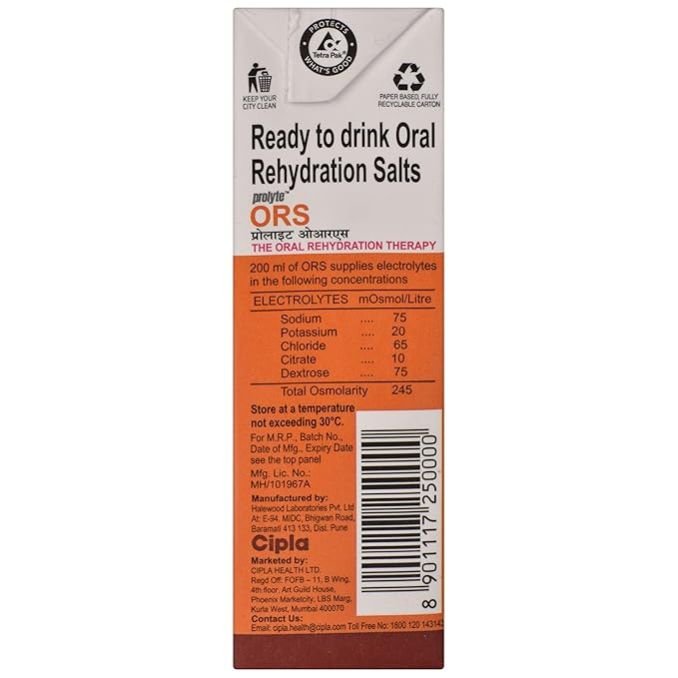 PROTECTS
Tetra Pak®
WHAT'S GOOD
KEEP YOUR
CITY CLEAN
PAPER BASED, FULLY
RECYCLABLE CARTON
Ready to drink Oral
Rehydration Salts
prolyte™
ORS
प्रोलाइट ओआरएस
THE ORAL REHYDRATION THERAPY
200 ml of ORS supplies electrolytes
in the following concentrations
ELECTROLYTES mOsmol/Litre
Sodium .... 75
Potassium .... 20
Chloride .... 65
Citrate .... 10
Dextrose .... 75
Total Osmolarity 245
Store at a temperature
not exceeding 30°C.
For M.R.P., Batch No.,
Date of Mfg., Expiry Date
see the top panel
Mfg. Lic. No.:
MH/101967A
Manufactured by:
Halewood Laboratories Pvt. Ltd
At: E-94, MIDC, Bhigwan Road,
Baramati 413 133, Dist. Pune
Cipla
Marketed by:
CIPLA HEALTH LTD.
Regd Off: FOFB – 11, B Wing,
4th floor, Art Guild House,
Phoenix Marketcity, LBS Marg,
Kurla West, Mumbai 400070
Contact Us:
Email: cipla.health@cipla.com Toll Free No: 1800 120 143142
8 901117 250000